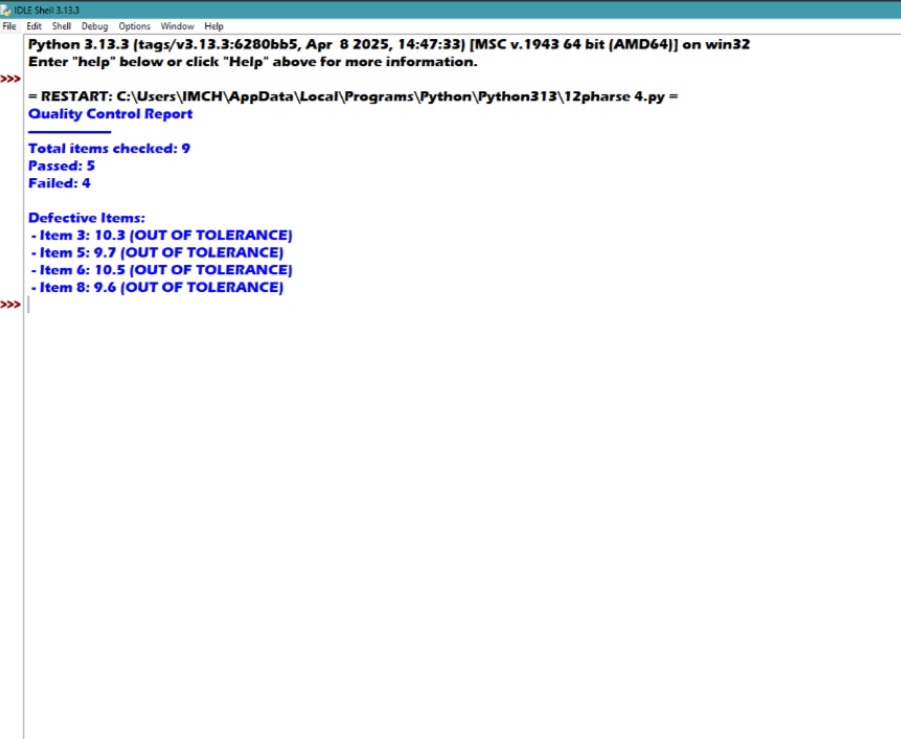 IDLE Shell 3.13.3
File Edit Shell Debug Options Window Help
Python 3.13.3 (tags/v3.13.3:6280bb5, Apr  8 2025, 14:47:33) [MSC v.1943 64 bit (AMD64)] on win32
Enter "help" below or click "Help" above for more information.
>>>
= RESTART: C:\Users\IMCH\AppData\Local\Programs\Python\Python313\12pharse 4.py =
Quality Control Report
Total items checked: 9
Passed: 5
Failed: 4
Defective Items:
- Item 3: 10.3 (OUT OF TOLERANCE)
- Item 5: 9.7 (OUT OF TOLERANCE)
- Item 6: 10.5 (OUT OF TOLERANCE)
- Item 8: 9.6 (OUT OF TOLERANCE)
>>>